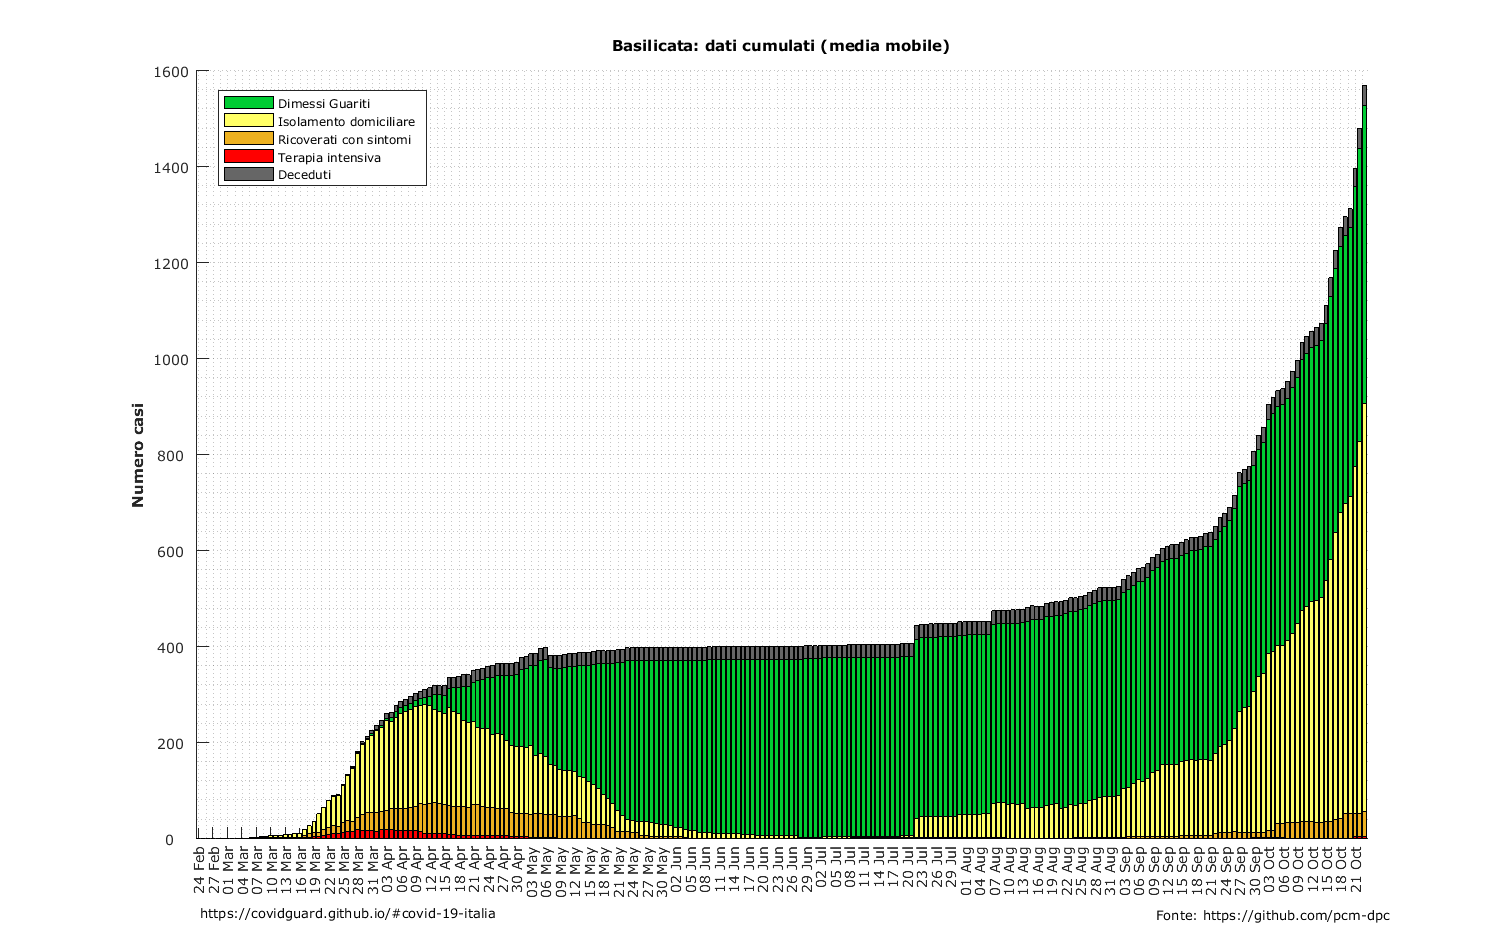 Basilicata: dati cumulati (media mobile)
1600
1400
1200
1000
800
600
400
200
0
Numero casi
Dimessi Guariti
Isolamento domiciliare
Ricoverati con sintomi
Terapia intensiva
Deceduti
24 Feb
27 Feb
01 Mar
04 Mar
07 Mar
10 Mar
13 Mar
16 Mar
19 Mar
22 Mar
25 Mar
28 Mar
31 Mar
03 Apr
06 Apr
09 Apr
12 Apr
15 Apr
18 Apr
21 Apr
24 Apr
27 Apr
30 Apr
03 May
06 May
09 May
12 May
15 May
18 May
21 May
24 May
27 May
30 May
02 Jun
05 Jun
08 Jun
11 Jun
14 Jun
17 Jun
20 Jun
23 Jun
26 Jun
29 Jun
02 Jul
05 Jul
08 Jul
11 Jul
14 Jul
17 Jul
20 Jul
23 Jul
26 Jul
29 Jul
01 Aug
04 Aug
07 Aug
10 Aug
13 Aug
16 Aug
19 Aug
22 Aug
25 Aug
28 Aug
31 Aug
03 Sep
06 Sep
09 Sep
12 Sep
15 Sep
18 Sep
21 Sep
24 Sep
27 Sep
30 Sep
03 Oct
06 Oct
09 Oct
12 Oct
15 Oct
18 Oct
21 Oct
https://covidguard.github.io/#covid-19-italia
Fonte: https://github.com/pcm-dpc